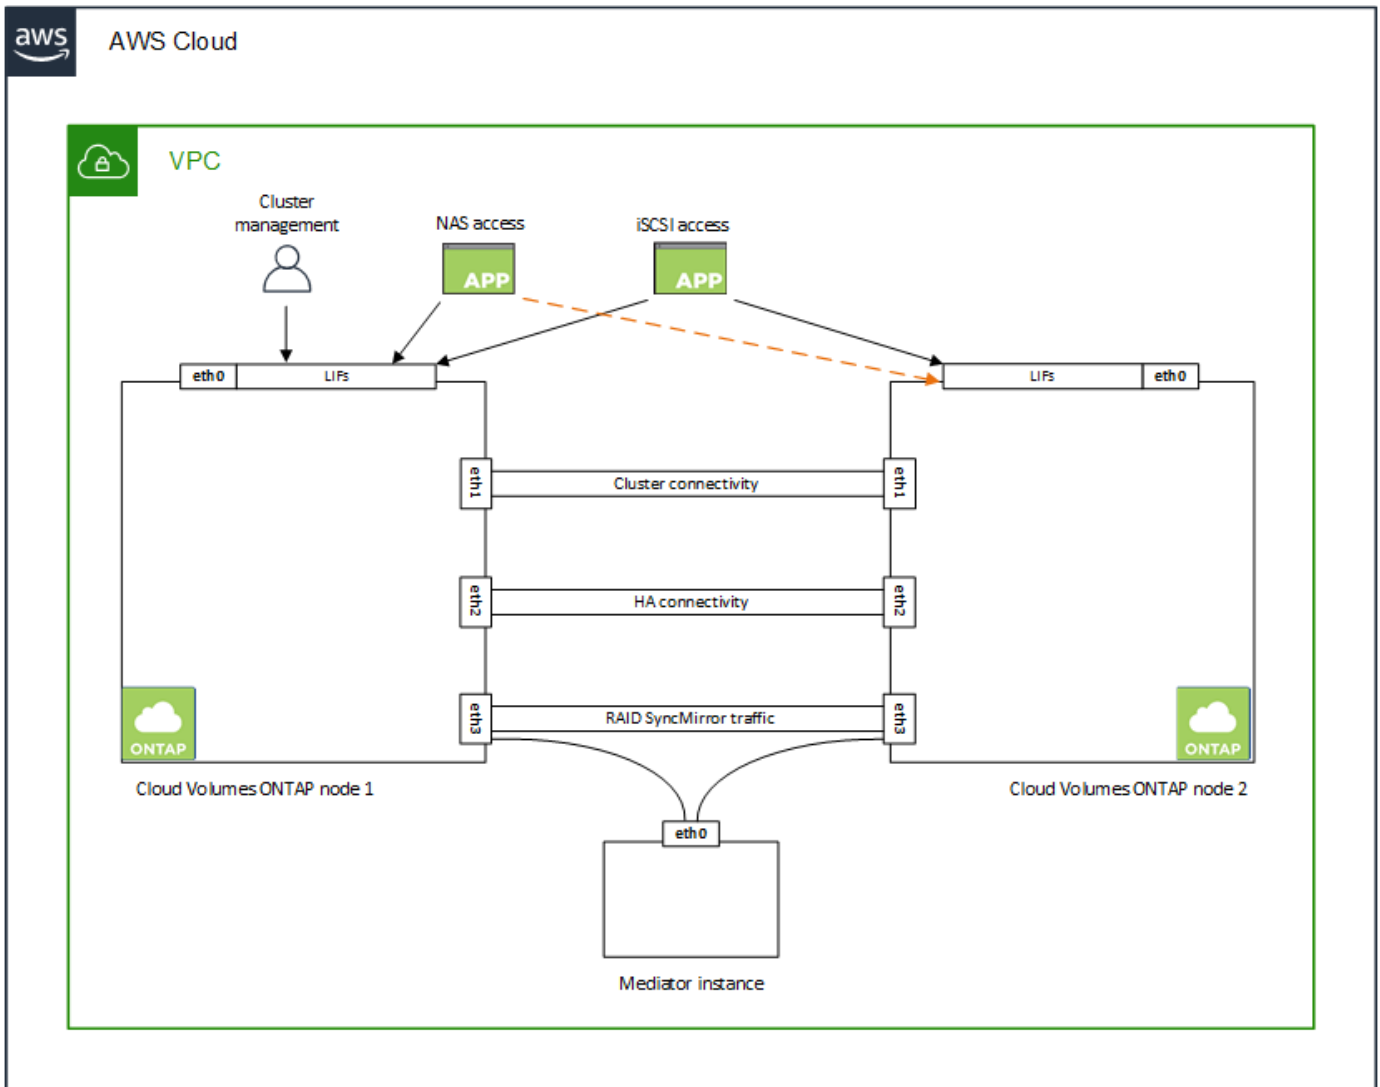 aws
AWS Cloud
VPC
Cluster
management
NAS access
iSCSI access
APP
APP
eth0
LIFs
LIFs
eth0
eth1
Cluster connectivity
eth1
eth2
HA connectivity
eth2
eth3
RAID SyncMirror traffic
eth3
ONTAP
ONTAP
Cloud Volumes ONTAP node 1
Cloud Volumes ONTAP node 2
eth0
Mediator instance